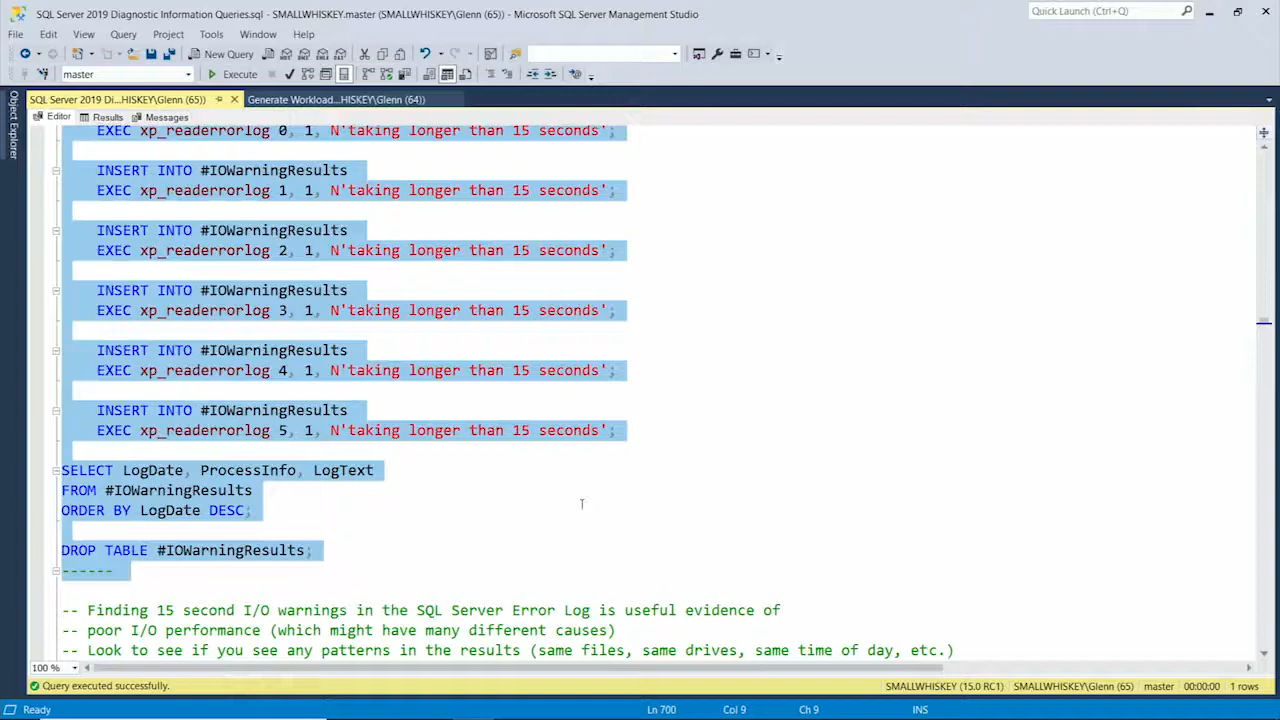 SQL Server 2019 Diagnostic Information Queries.sql - SMALLWHISKEY.master (SMALLWHISKEY\Glenn (65)) - Microsoft SQL Server Management Studio
Quick Launch (Ctrl+Q)
File Edit View Query Project Tools Window Help
New Query
master Execute
SQL Server 2019 Di...HISKEY\Glenn (65)) Generate Workload...HISKEY\Glenn (64))
Object Explorer
Editor Results Messages
EXEC xp_readerrorlog 0, 1, N'taking longer than 15 seconds';
INSERT INTO #IOWarningResults
EXEC xp_readerrorlog 1, 1, N'taking longer than 15 seconds';
INSERT INTO #IOWarningResults
EXEC xp_readerrorlog 2, 1, N'taking longer than 15 seconds';
INSERT INTO #IOWarningResults
EXEC xp_readerrorlog 3, 1, N'taking longer than 15 seconds';
INSERT INTO #IOWarningResults
EXEC xp_readerrorlog 4, 1, N'taking longer than 15 seconds';
INSERT INTO #IOWarningResults
EXEC xp_readerrorlog 5, 1, N'taking longer than 15 seconds';
SELECT LogDate, ProcessInfo, LogText
FROM #IOWarningResults
ORDER BY LogDate DESC;
DROP TABLE #IOWarningResults;
------
-- Finding 15 second I/O warnings in the SQL Server Error Log is useful evidence of
-- poor I/O performance (which might have many different causes)
-- Look to see if you see any patterns in the results (same files, same drives, same time of day, etc.)
100 %
Query executed successfully. SMALLWHISKEY (15.0 RC1) SMALLWHISKEY\Glenn (65) master 00:00:00 1 rows
Ready Ln 700 Col 9 Ch 9 INS